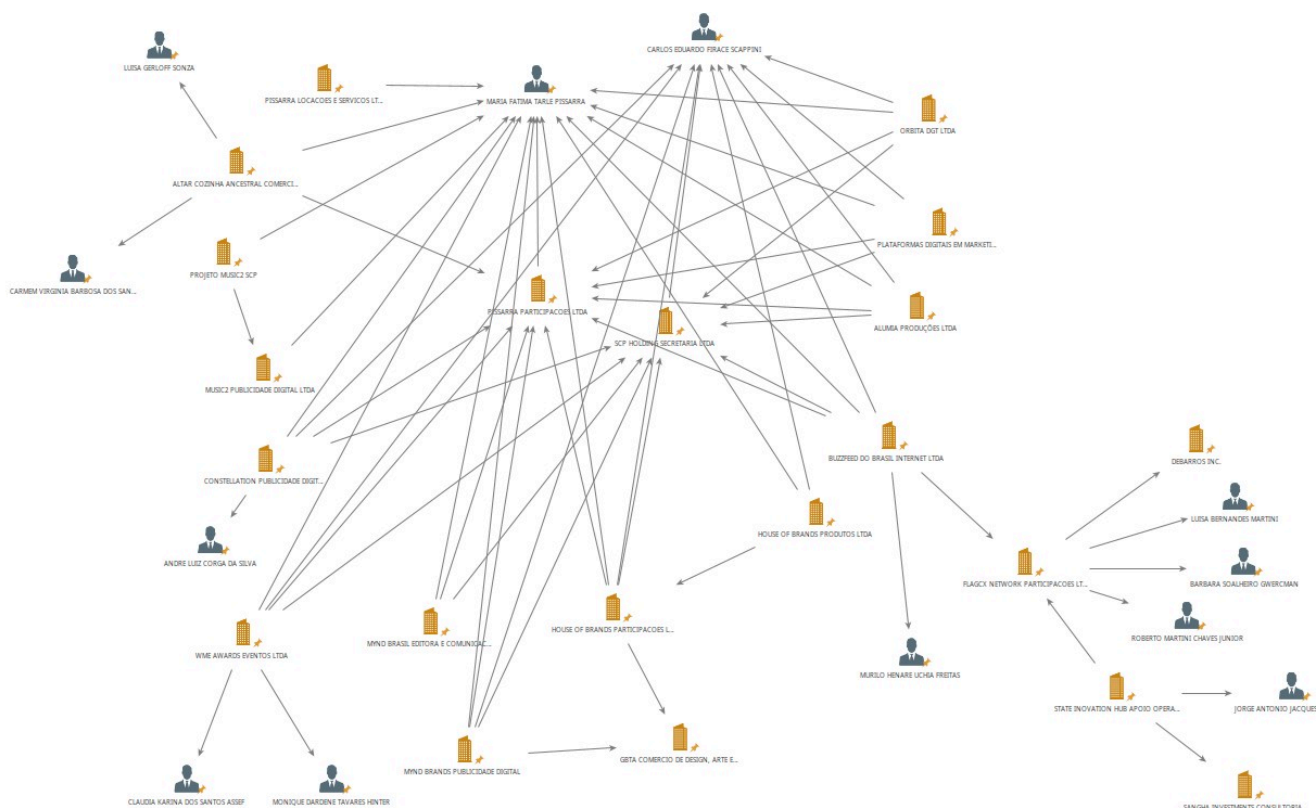 CARLOS EDUARDO FIRACE SCAPPINI
LUISA GERLOFF SONZA
PISSARRA LOCACOES E SERVICOS LT...
MARIA FATIMA TARLE PISSARRA
ORBITA DGT LTDA
ALTAR COZINHA ANCESTRAL COMERCI...
PLATAFORMAS DIGITAIS EM MARKETI...
PROJETO MUSIC2 SCP
CARMEM VIRGINIA BARBOSA DOS SAN...
PISSARRA PARTICIPACOES LTDA
ALUMIA PRODUÇÕES LTDA
SCP HOLDING SECRETARIA LTDA
MUSIC2 PUBLICIDADE DIGITAL LTDA
BUZZFEED DO BRASIL INTERNET LTDA
DEBARROS INC.
CONSTELLATION PUBLICIDADE DIGIT...
LUISA BERNANDES MARTINI
HOUSE OF BRANDS PRODUTOS LTDA
ANDRE LUIZ CORGA DA SILVA
FLAGCX NETWORK PARTICIPACOES LT...
BARBARA SOALHEIRO GWERCMAN
HOUSE OF BRANDS PARTICIPACOES L...
ROBERTO MARTINI CHAVES JUNIOR
MYND BRASIL EDITORA E COMUNICAC...
WME AWARDS EVENTOS LTDA
MURILO HENARE UCHIA FREITAS
STATE INOVATION HUB APOIO OPERA...
JORGE ANTONIO JACQUES
GBTA COMERCIO DE DESIGN, ARTE E...
MYND BRANDS PUBLICIDADE DIGITAL
CLAUDIA KARINA DOS SANTOS ASSEF
MONIQUE DARDENE TAVARES HINTER
SANGHA INVESTMENTS CONSULTORIA